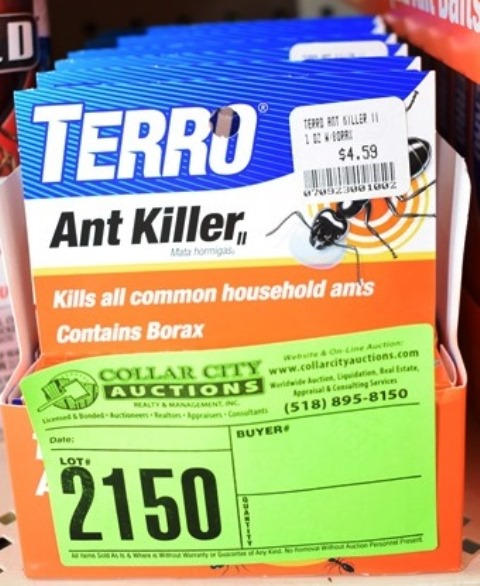 TERRO®
TERRO ANT KILLER II
1 OZ W/BORAX
$4.59
070923001002
Ant Killer II
Mata hormigas.
Kills all common household ants
Contains Borax
COLLAR CITY
AUCTIONS
REALTY & MANAGEMENT, INC.
Licensed & Bonded • Auctioneers • Realtors • Appraisers • Consultants
Website & On-Line Auction:
www.collarcityauctions.com
Worldwide Auction, Liquidation, Real Estate,
Appraisal & Consulting Services
(518) 895-8150
Date:
BUYER#
LOT#
2150
QUANTITY
All Items Sold As Is & Where is Without Warranty or Guarantee of Any Kind. No Removal Without Auction Personnel Present.